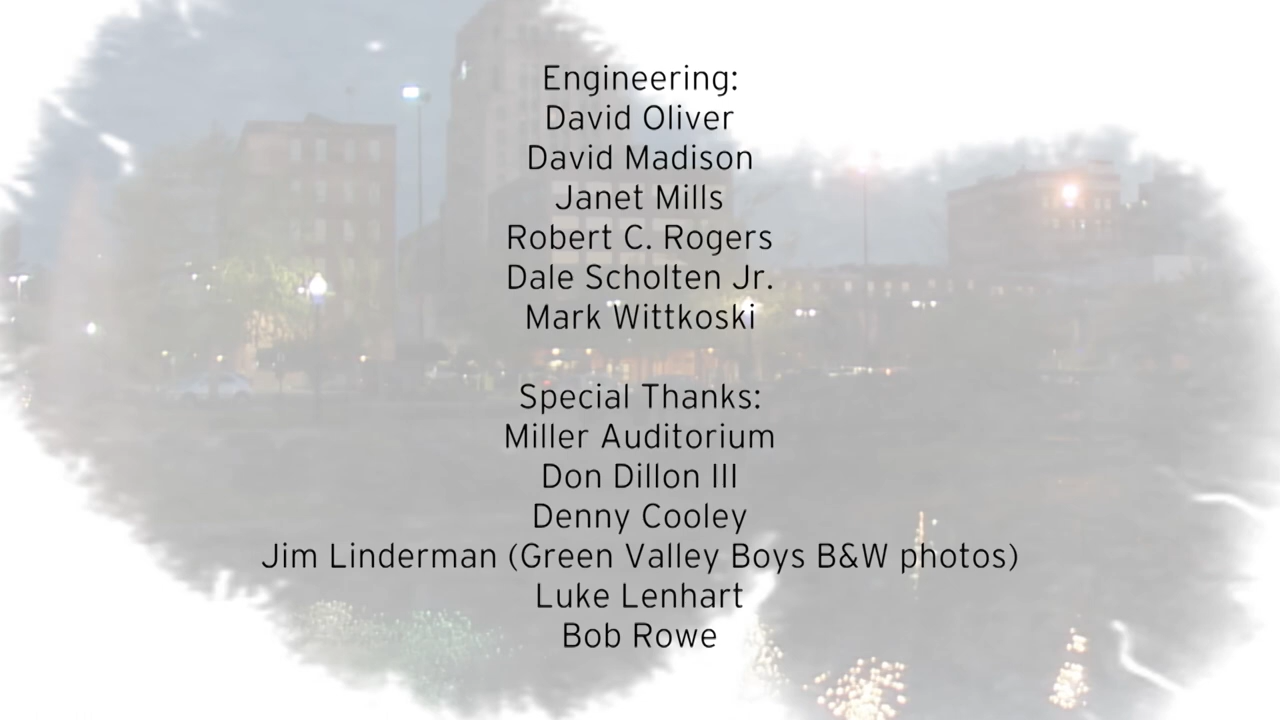 Engineering:
David Oliver
David Madison
Janet Mills
Robert C. Rogers
Dale Scholten Jr.
Mark Wittkoski
Special Thanks:
Miller Auditorium
Don Dillon III
Denny Cooley
Jim Linderman (Green Valley Boys B&W photos)
Luke Lenhart
Bob Rowe